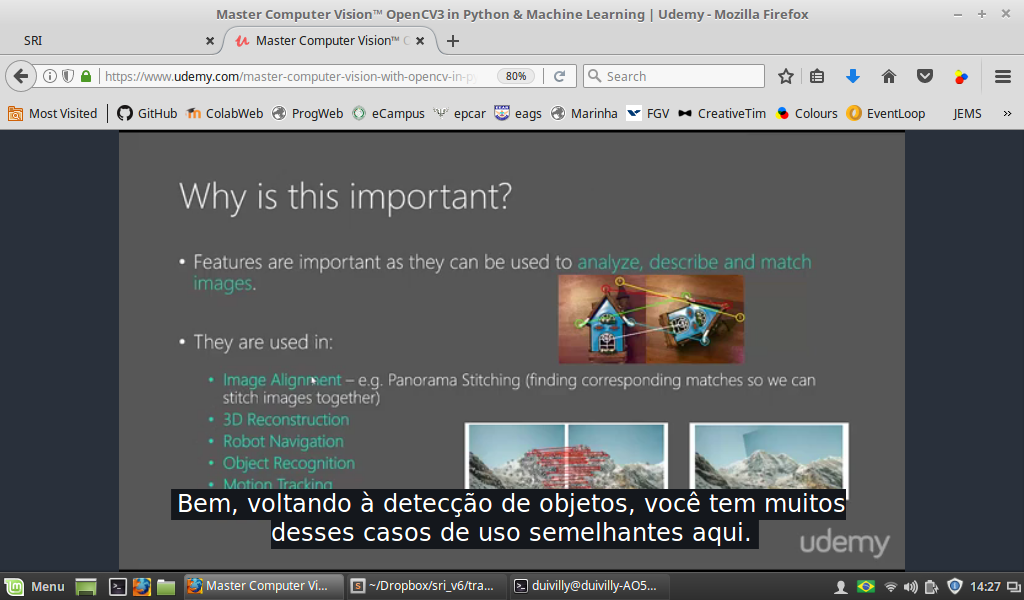 Master Computer Vision™ OpenCV3 in Python & Machine Learning | Udemy - Mozilla Firefox
SRI
Master Computer Vision™
https://www.udemy.com/master-computer-vision-with-opencv-in-py
80%
Search
Most Visited
GitHub
ColabWeb
ProgWeb
eCampus
epcar
eags
Marinha
FGV
CreativeTim
Colours
EventLoop
JEMS
Why is this important?
• Features are important as they can be used to analyze, describe and match
images.
• They are used in:
• Image Alignment – e.g. Panorama Stitching (finding corresponding matches so we can
stitch images together)
• 3D Reconstruction
• Robot Navigation
• Object Recognition
• Motion Tracking
Bem, voltando à detecção de objetos, você tem muitos
desses casos de uso semelhantes aqui.
udemy
Menu
Master Computer Vi...
~/Dropbox/sri_v6/tra...
duivilly@duivilly-AO5...
14:27